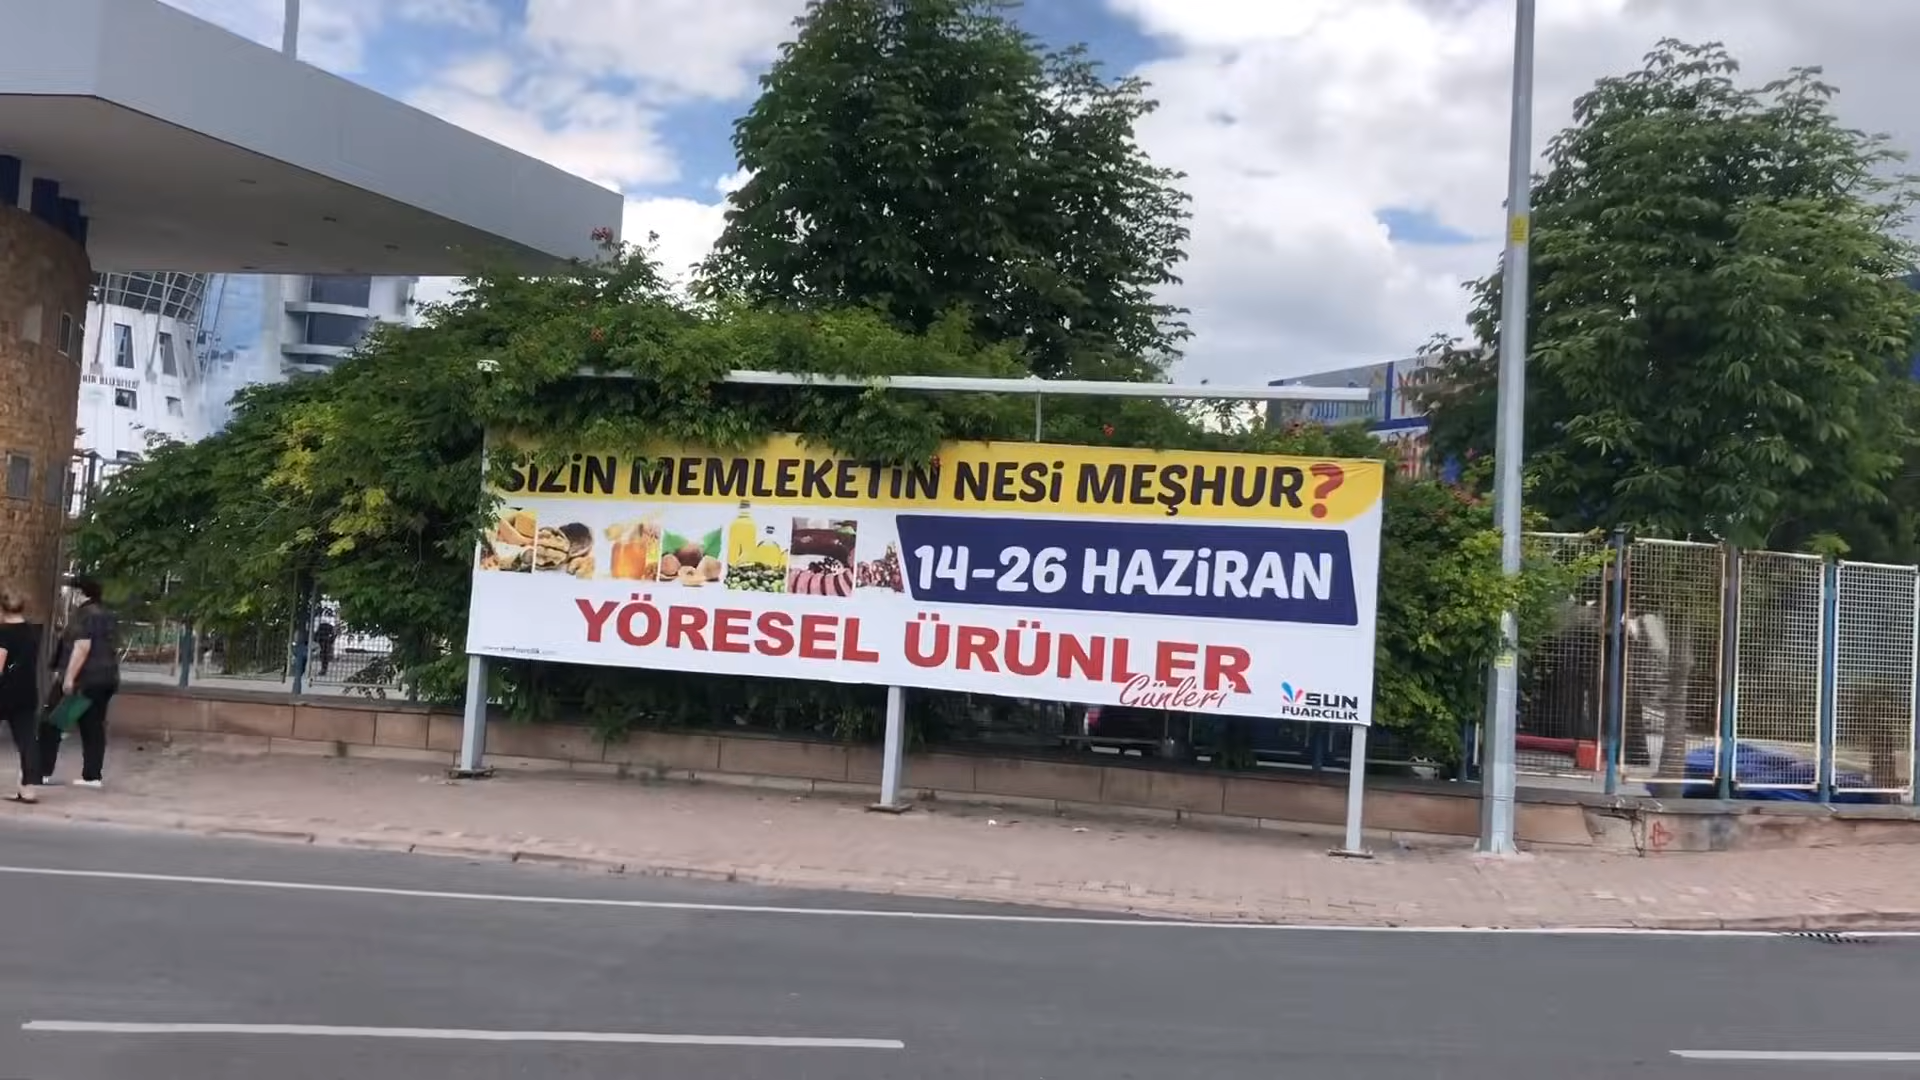 SİZİN MEMLEKETİN NESİ MEŞHUR?
14-26 HAZİRAN
YÖRESEL ÜRÜNLER
Günleri
SUN
FUARCILIK